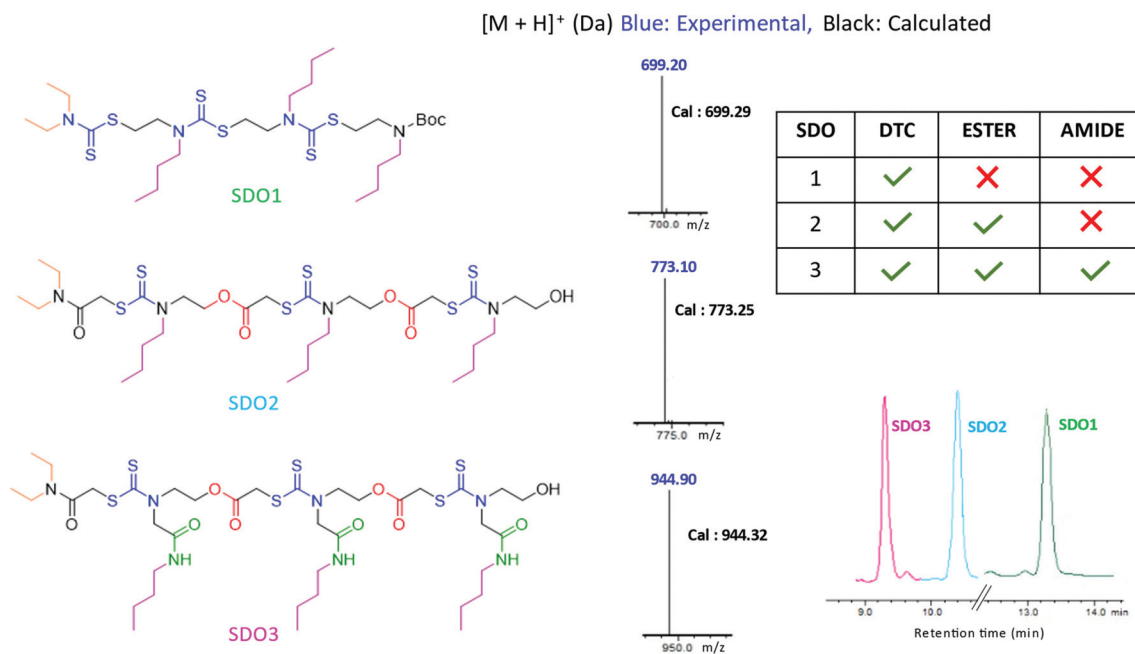 [M + H]⁺ (Da) Blue: Experimental, Black: Calculated
N S S N S S N S S N Boc
SDO1
699.20
Cal : 699.29
700.0 m/z
SDO DTC ESTER AMIDE
1 ✓ ✗ ✗
2 ✓ ✓ ✗
3 ✓ ✓ ✓
N O S S N O O S S N O O S S N OH
SDO2
773.10
Cal : 773.25
775.0 m/z
N O S S N O O S S N O O S S N OH
O NH O NH O NH
SDO3
944.90
Cal : 944.32
950.0 m/z
SDO3 SDO2 SDO1
9.0 10.0 13.0 14.0 min
Retention time (min)